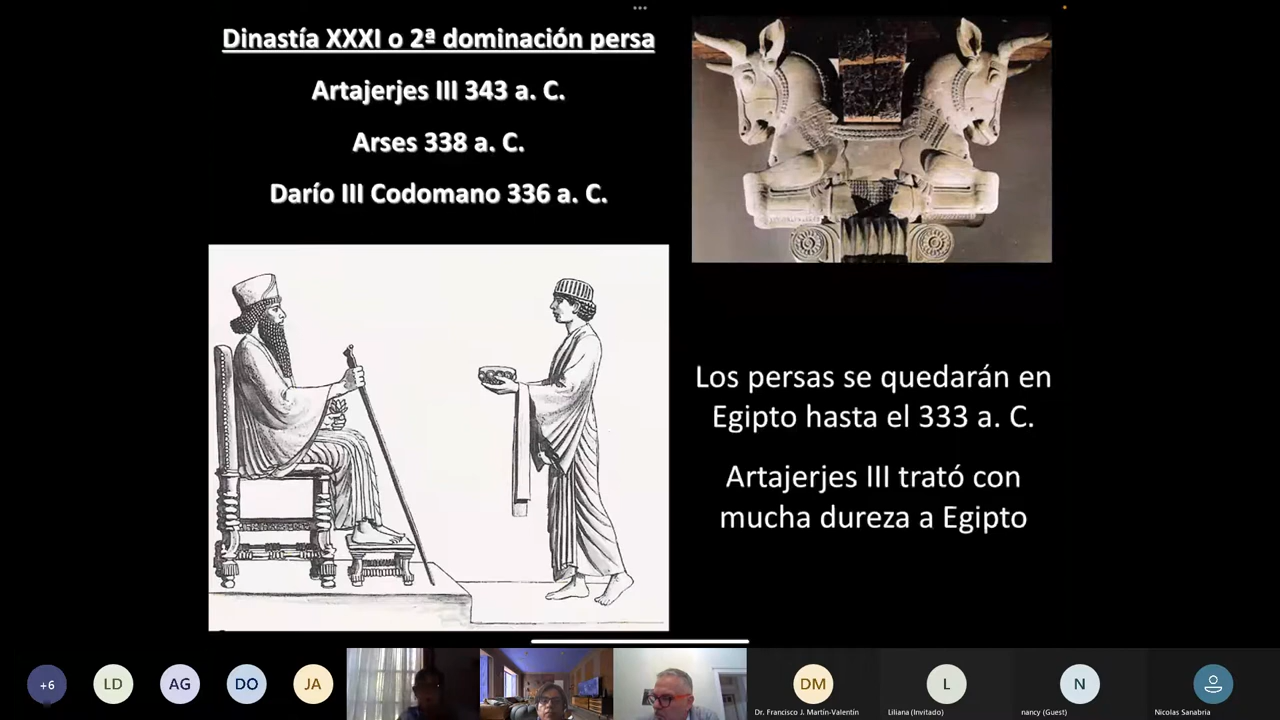 Dinastía XXXI o 2ª dominación persa
Artajerjes III 343 a. C.
Arses 338 a. C.
Darío III Codomano 336 a. C.
Los persas se quedarán en
Egipto hasta el 333 a. C.
Artajerjes III trató con
mucha dureza a Egipto
+6
LD
AG
DO
JA
DM
Dr. Francisco J. Martín-Valentín
L
Liliana (Invitado)
N
nancy (Guest)
Nicolas Sanabria